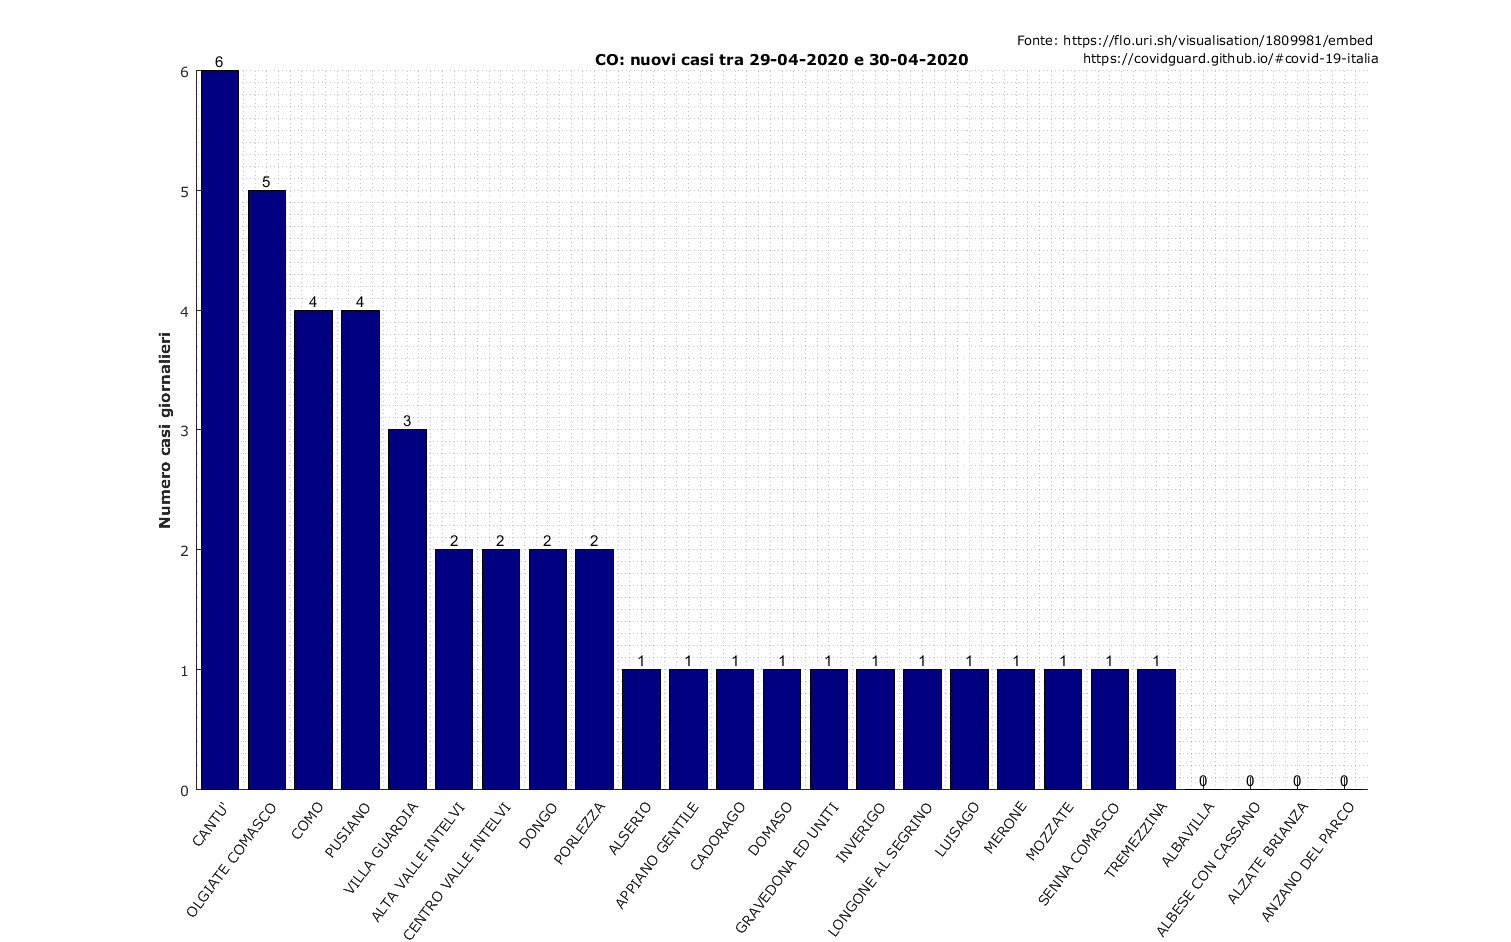 Fonte: https://flo.uri.sh/visualisation/1809981/embed
https://covidguard.github.io/#covid-19-italia
CO: nuovi casi tra 29-04-2020 e 30-04-2020
Numero casi giornalieri
6
5
4
3
2
1
0
6
5
4
4
3
2
2
2
2
1
1
1
1
1
1
1
1
1
1
1
1
0
0
0
0
CANTU'
OLGIATE COMASCO
COMO
PUSIANO
VILLA GUARDIA
ALTA VALLE INTELVI
CENTRO VALLE INTELVI
DONGO
PORLEZZA
ALSERIO
APPIANO GENTILE
CADORAGO
DOMASO
GRAVEDONA ED UNITI
INVERIGO
LONGONE AL SEGRINO
LUISAGO
MERONE
MOZZATE
SENNA COMASCO
TREMEZZINA
ALBAVILLA
ALBESE CON CASSANO
ALZATE BRIANZA
ANZANO DEL PARCO